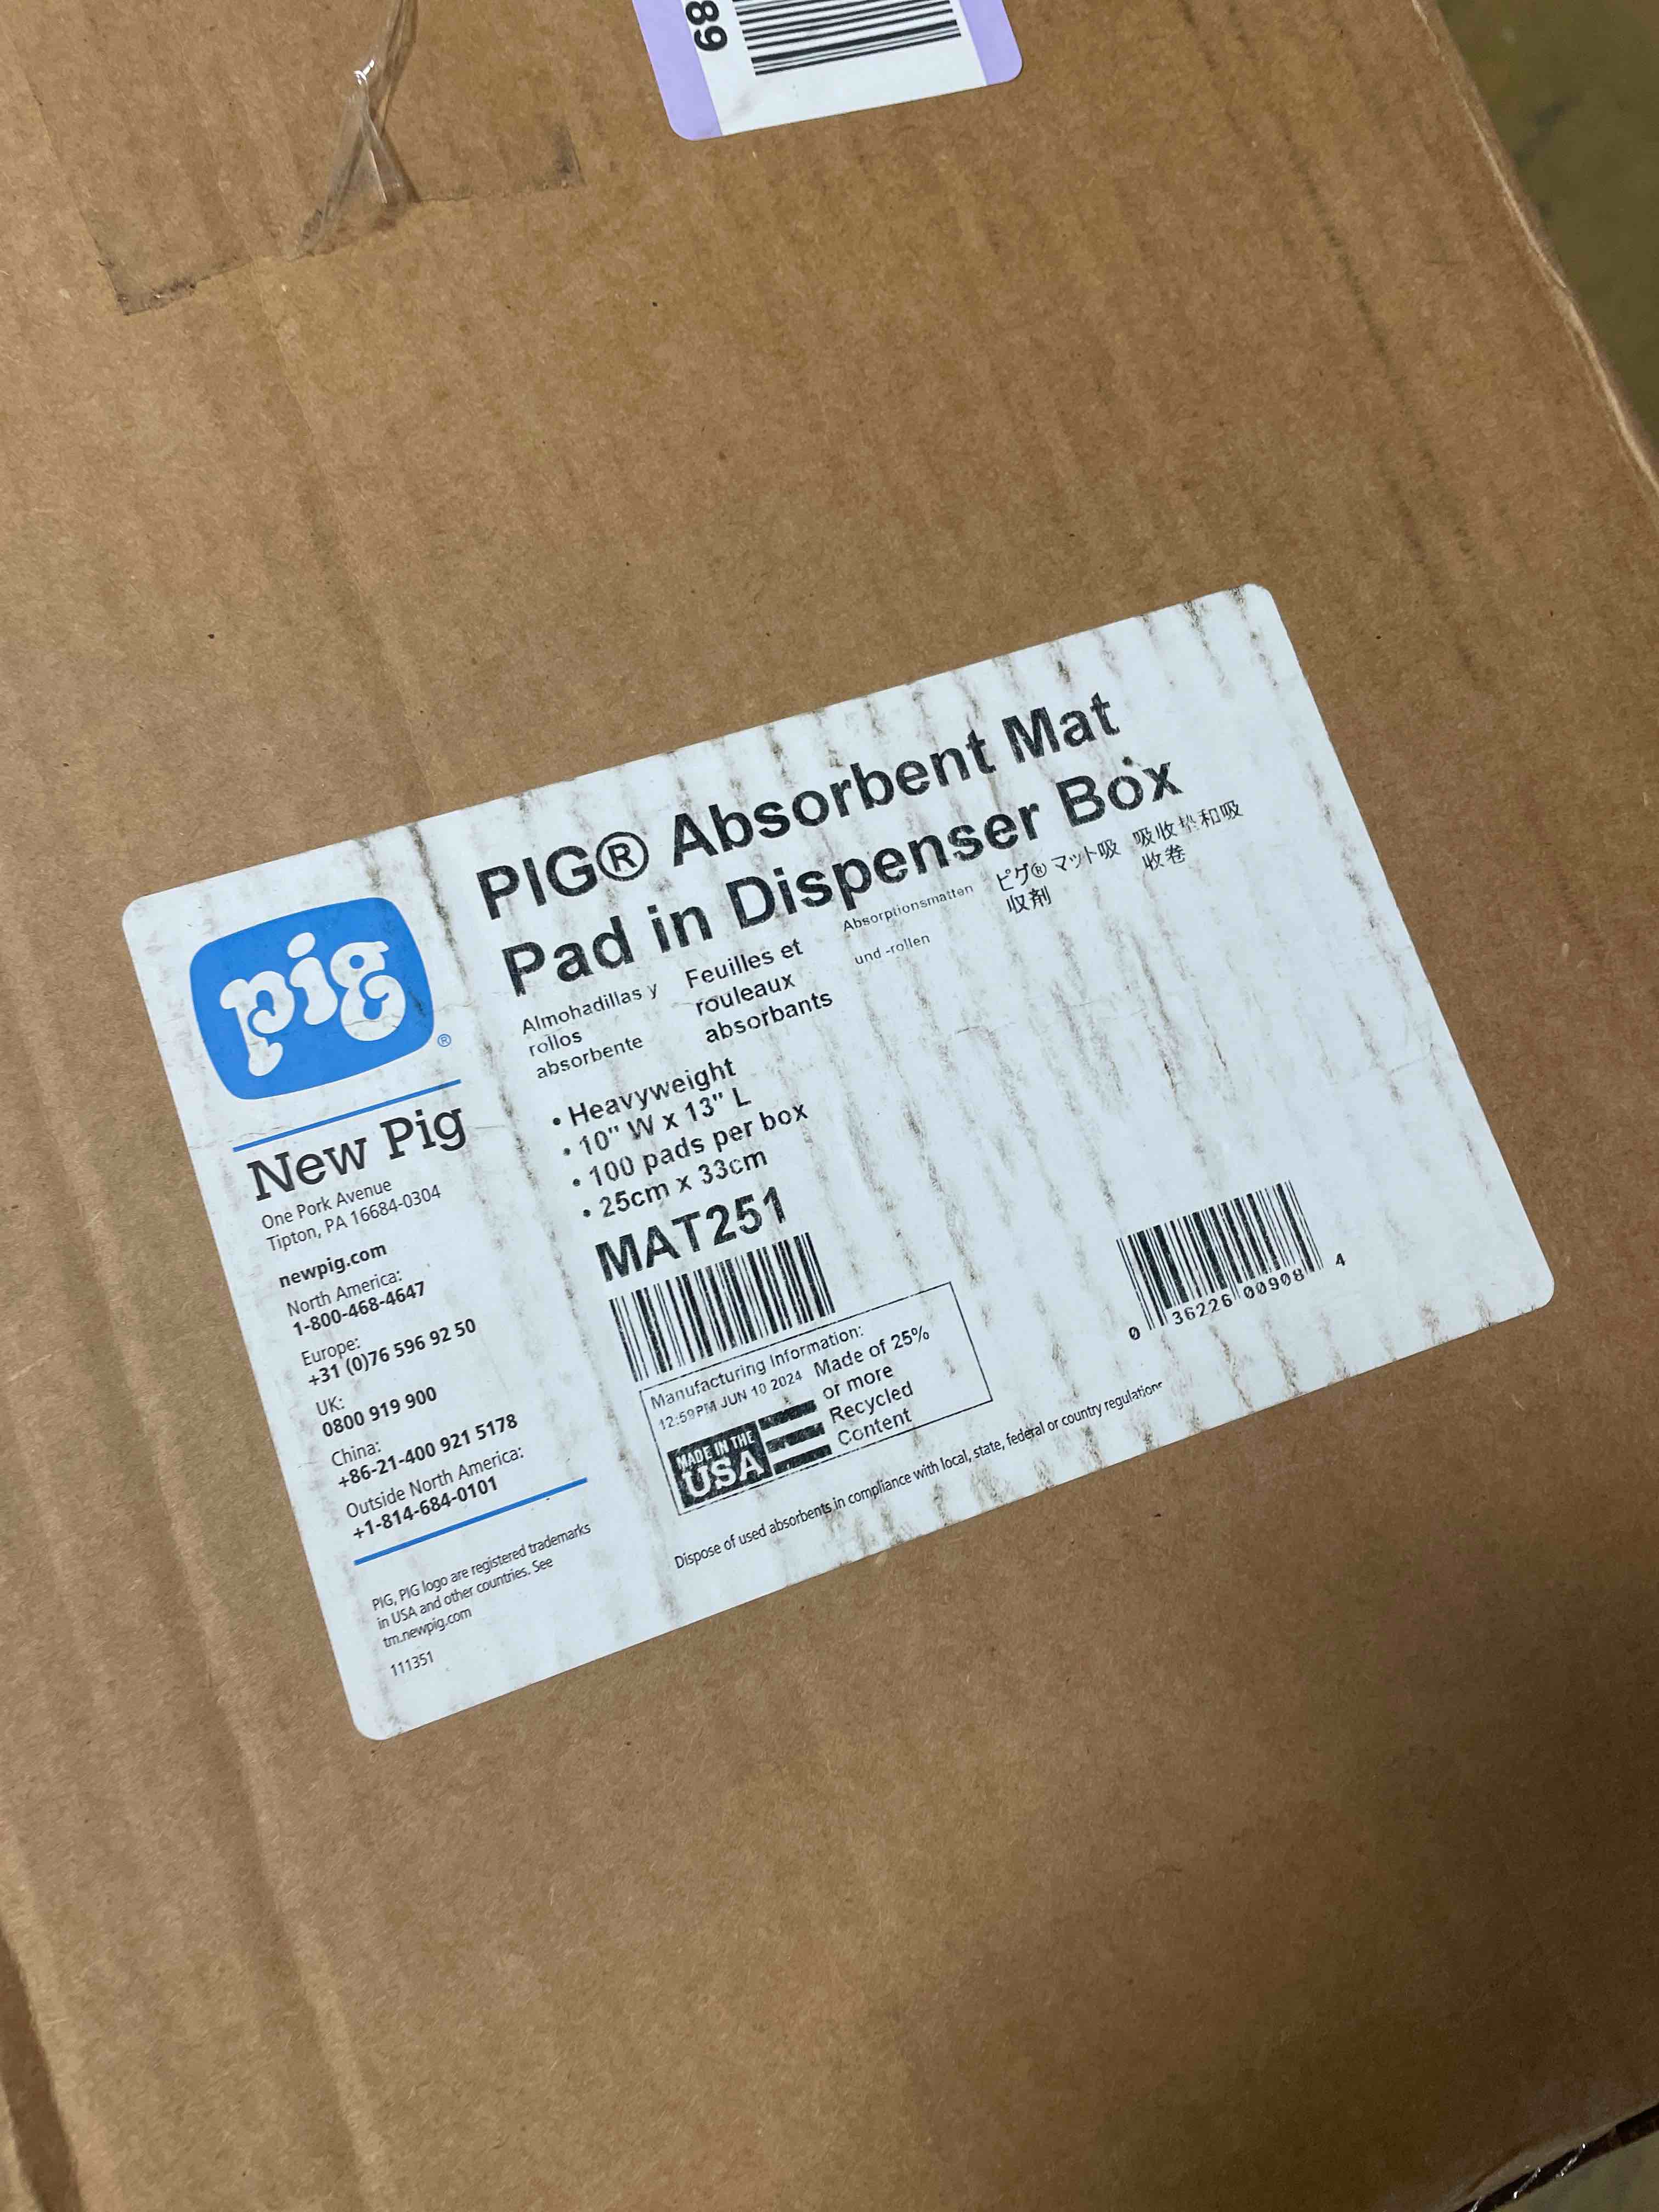 89
PIG® Absorbent Mat
Pad in Dispenser Box
Almohadillas y
rollos
absorbente
Feuilles et
rouleaux
absorbants
Absorptionsmatten
und -rollen
ピグ® マット吸
収剤
吸收垫和吸
收卷
• Heavyweight
• 10" W x 13" L
• 100 pads per box
• 25cm x 33cm
MAT251
Manufacturing Information:
12:59PM JUN 10 2024
Made of 25%
or more
Recycled
Content
MADE IN THE
USA
0 36226 00908 4
Dispose of used absorbents in compliance with local, state, federal or country regulations
pig®
New Pig
One Pork Avenue
Tipton, PA 16684-0304
newpig.com
North America:
1-800-468-4647
Europe:
+31 (0)76 596 92 50
UK:
0800 919 900
China:
+86-21-400 921 5178
Outside North America:
+1-814-684-0101
PIG, PIG logo are registered trademarks
in USA and other countries. See
tm.newpig.com
111351